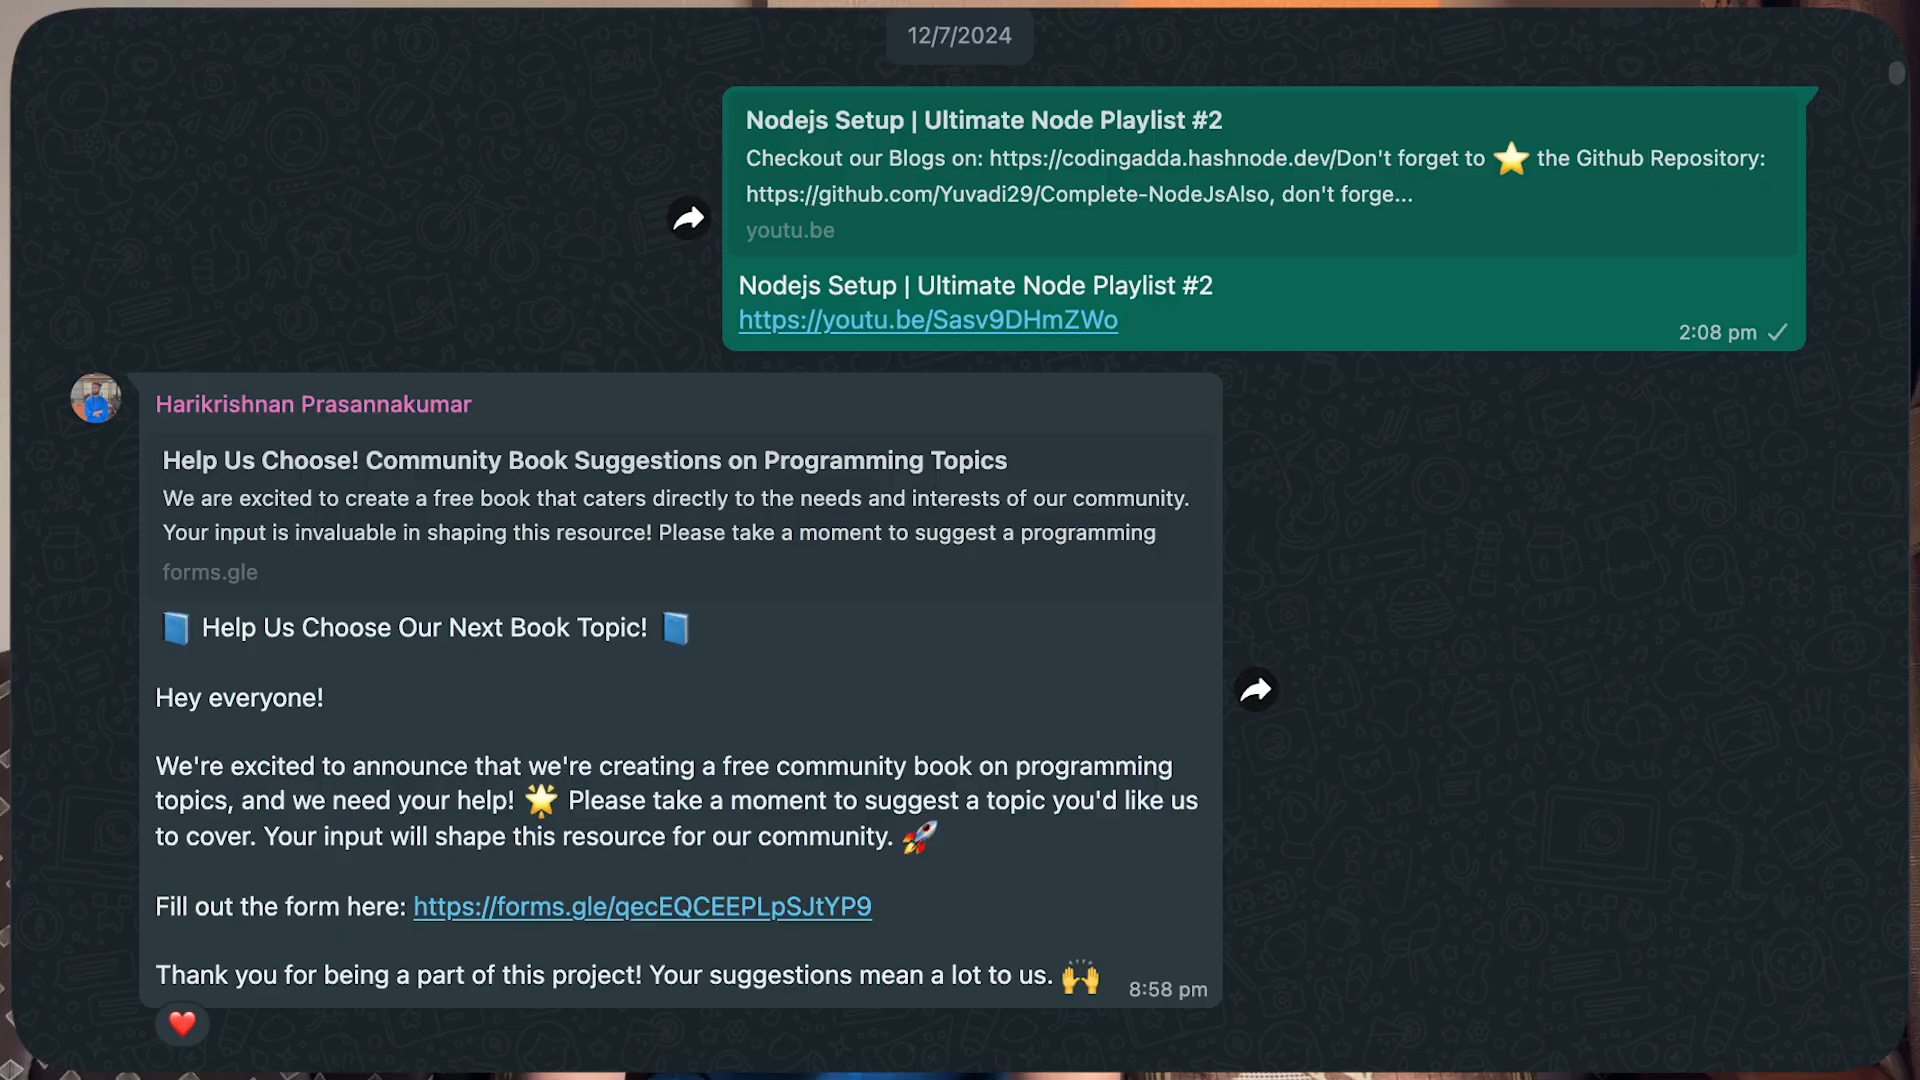 12/7/2024
Nodejs Setup | Ultimate Node Playlist #2
Checkout our Blogs on: https://codingadda.hashnode.dev/Don't forget to ⭐ the Github Repository:
https://github.com/Yuvadi29/Complete-NodeJsAlso, don't forge...
youtu.be
Nodejs Setup | Ultimate Node Playlist #2
https://youtu.be/Sasv9DHmZWo
2:08 pm
Harikrishnan Prasannakumar
Help Us Choose! Community Book Suggestions on Programming Topics
We are excited to create a free book that caters directly to the needs and interests of our community.
Your input is invaluable in shaping this resource! Please take a moment to suggest a programming
forms.gle
📘 Help Us Choose Our Next Book Topic! 📘
Hey everyone!
We're excited to announce that we're creating a free community book on programming
topics, and we need your help! 🌟 Please take a moment to suggest a topic you'd like us
to cover. Your input will shape this resource for our community. 🚀
Fill out the form here: https://forms.gle/qecEQCEEPLpSJtYP9
Thank you for being a part of this project! Your suggestions mean a lot to us. 🙌
8:58 pm